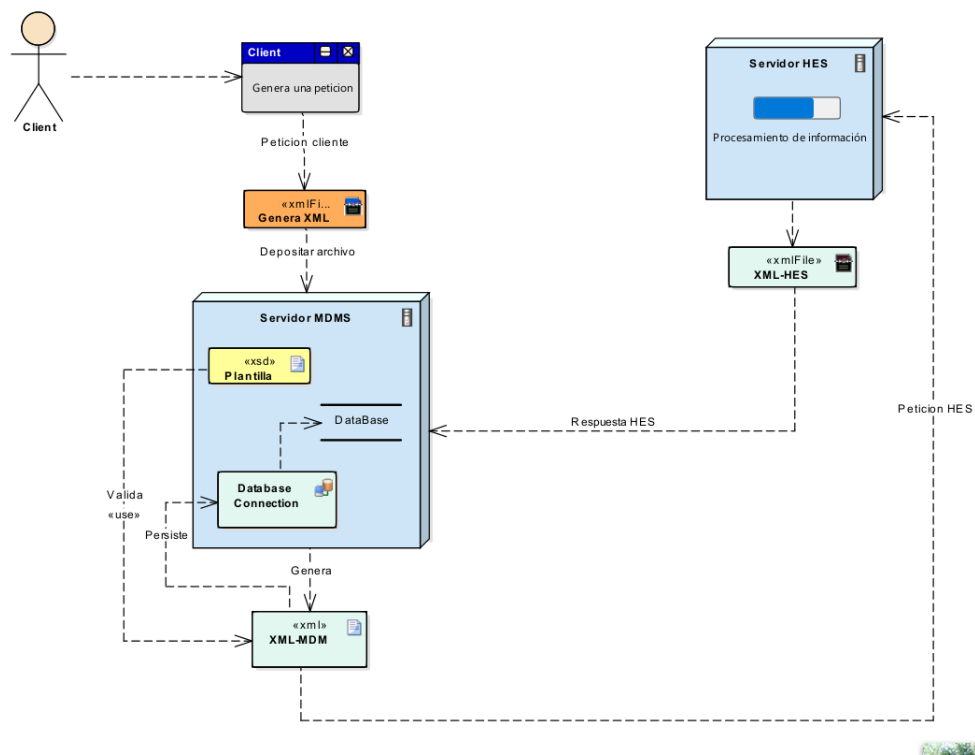 Client
Client
Genera una peticion
Peticion cliente
«xmlFi...
Genera XML
Depositar archivo
Servidor MDMS
«xsd»
Plantilla
DataBase
Database
Connection
Valida
«use»
Persiste
Genera
«xml»
XML-MDM
Servidor HES
Procesamiento de información
«xmlFile»
XML-HES
Respuesta HES
Peticion HES